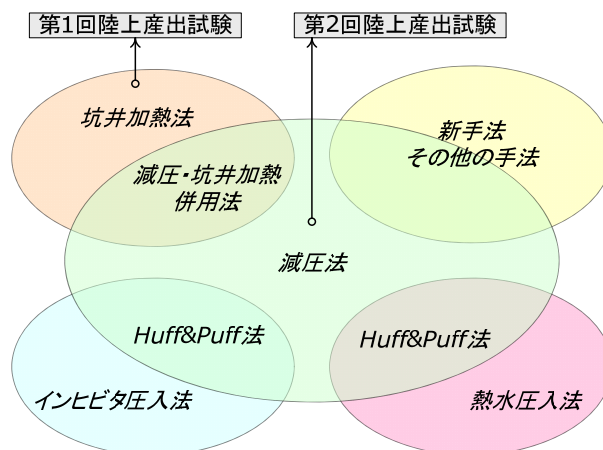 第1回陸上産出試験
第2回陸上産出試験
坑井加熱法
新手法
その他の手法
減圧・坑井加熱
併用法
減圧法
Huff&Puff法
Huff&Puff法
インヒビタ圧入法
熱水圧入法